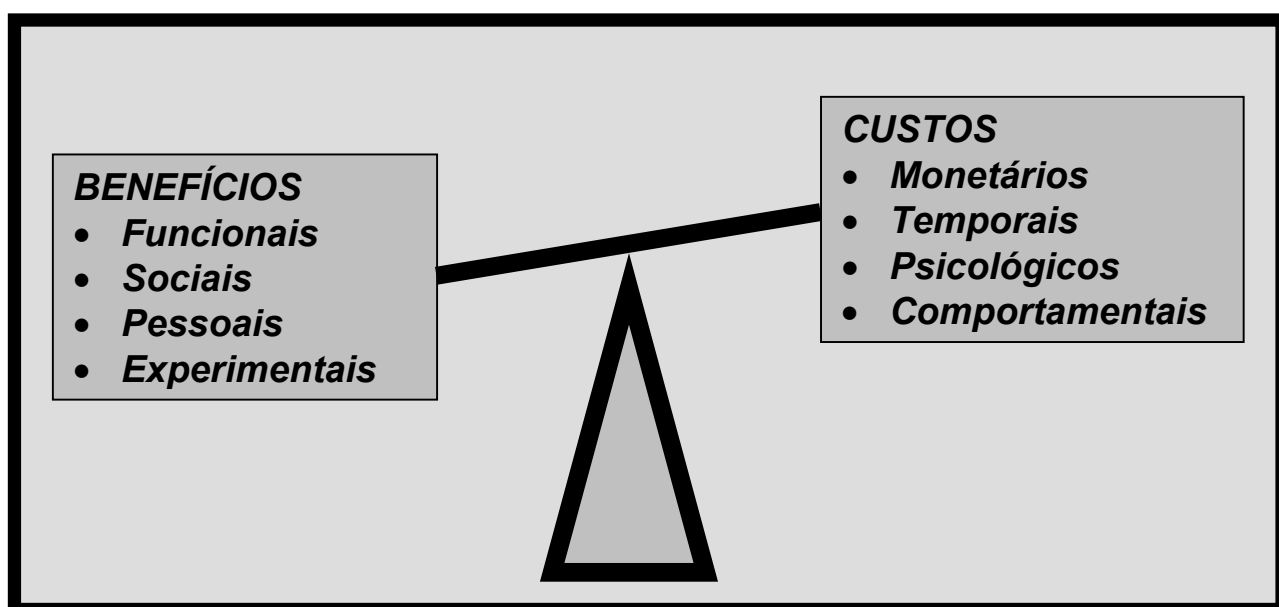 BENEFÍCIOS
• Funcionais
• Sociais
• Pessoais
• Experimentais
CUSTOS
• Monetários
• Temporais
• Psicológicos
• Comportamentais